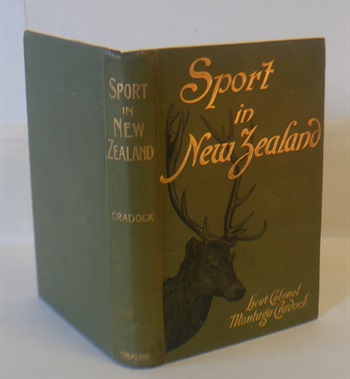 SPORT
IN
NEW
ZEALAND
CRADOCK
Sport
in
New Zealand
Lieut Colonel
Montagu Cradock